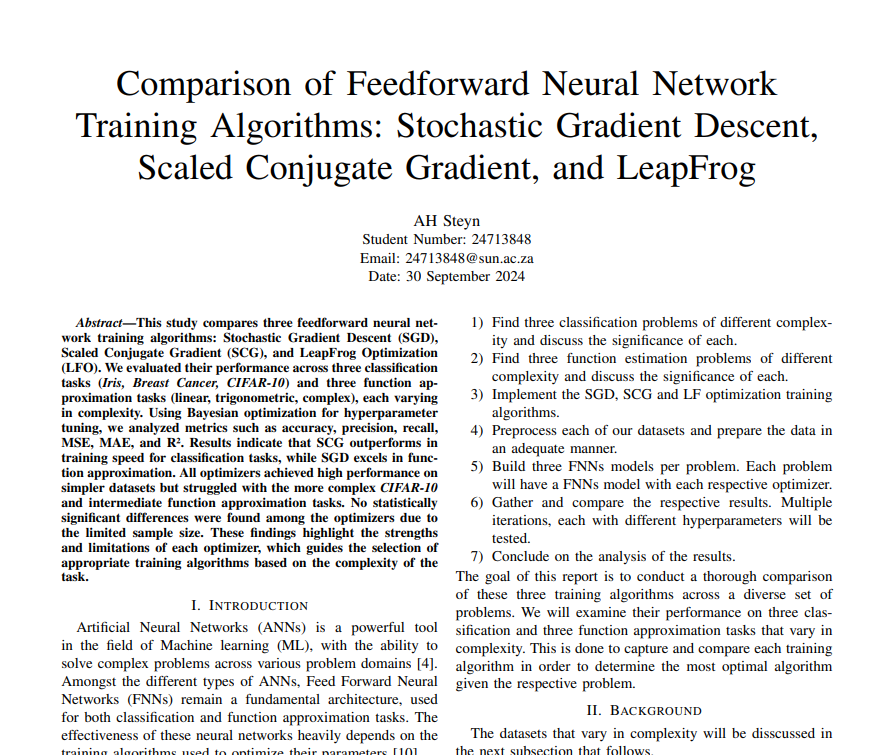 Comparison of Feedforward Neural Network
Training Algorithms: Stochastic Gradient Descent,
Scaled Conjugate Gradient, and LeapFrog
AH Steyn
Student Number: 24713848
Email: 24713848@sun.ac.za
Date: 30 September 2024
Abstract—This study compares three feedforward neural net-
work training algorithms: Stochastic Gradient Descent (SGD),
Scaled Conjugate Gradient (SCG), and LeapFrog Optimization
(LFO). We evaluated their performance across three classification
tasks (Iris, Breast Cancer, CIFAR-10) and three function ap-
proximation tasks (linear, trigonometric, complex), each varying
in complexity. Using Bayesian optimization for hyperparameter
tuning, we analyzed metrics such as accuracy, precision, recall,
MSE, MAE, and R². Results indicate that SCG outperforms in
training speed for classification tasks, while SGD excels in func-
tion approximation. All optimizers achieved high performance on
simpler datasets but struggled with the more complex CIFAR-10
and intermediate function approximation tasks. No statistically
significant differences were found among the optimizers due to
the limited sample size. These findings highlight the strengths
and limitations of each optimizer, which guides the selection of
appropriate training algorithms based on the complexity of the
task.
I. INTRODUCTION
Artificial Neural Networks (ANNs) is a powerful tool
in the field of Machine learning (ML), with the ability to
solve complex problems across various problem domains [4].
Amongst the different types of ANNs, Feed Forward Neural
Networks (FNNs) remain a fundamental architecture, used
for both classification and function approximation tasks. The
effectiveness of these neural networks heavily depends on the
training algorithms used to optimize their parameters [10].
1) Find three classification problems of different complex-
ity and discuss the significance of each.
2) Find three function estimation problems of different
complexity and discuss the significance of each.
3) Implement the SGD, SCG and LF optimization training
algorithms.
4) Preprocess each of our datasets and prepare the data in
an adequate manner.
5) Build three FNNs models per problem. Each problem
will have a FNNs model with each respective optimizer.
6) Gather and compare the respective results. Multiple
iterations, each with different hyperparameters will be
tested.
7) Conclude on the analysis of the results.
The goal of this report is to conduct a thorough comparison
of these three training algorithms across a diverse set of
problems. We will examine their performance on three clas-
sification and three function approximation tasks that vary in
complexity. This is done to capture and compare each training
algorithm in order to determine the most optimal algorithm
given the respective problem.
II. BACKGROUND
The datasets that vary in complexity will be disscussed in
the next subsection that follows.